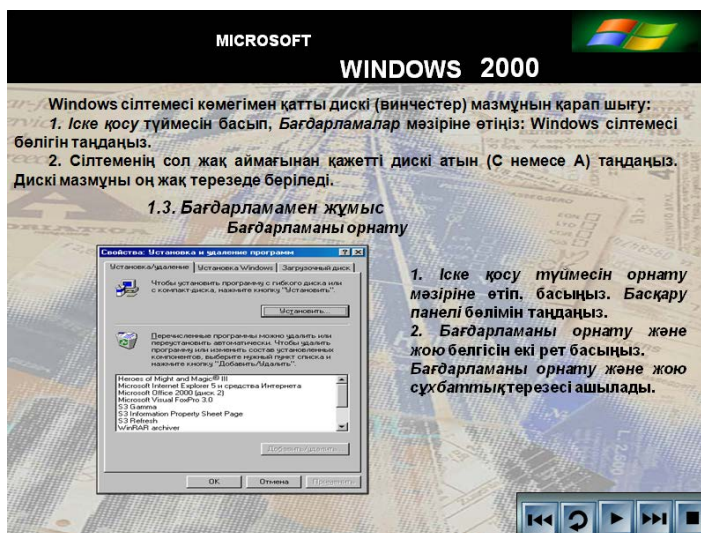 MICROSOFT
WINDOWS 2000
Windows сілтемесі көмегімен қатты дискі (винчестер) мазмұнын қарап шығу:
1. Іске қосу түймесін басып, Бағдарламалар мәзіріне өтіңіз: Windows сілтемесі
бөлігін таңдаңыз.
2. Сілтеменің сол жақ аймағынан қажетті дискі атын (С немесе А) таңдаңыз.
Дискі мазмұны оң жақ терезеде беріледі.
1.3. Бағдарламамен жұмыс
Бағдарламаны орнату
Свойства: Установка и удаление программ
Установка/удаление Установка Windows Загрузочный диск
Чтобы установить программу с гибкого диска или
с компакт-диска, нажмите кнопку "Установить".
Установить...
Перечисленные программы можно удалить или
переустановить автоматически. Чтобы удалить
программу или изменить состав установленных
компонентов, выберите нужный пункт списка и
нажмите кнопку "Добавить/Удалить".
Heroes of Might and Magic® III
Microsoft Internet Explorer 5 и средства Интернета
Microsoft Office 2000 (диск 2)
Microsoft Visual FoxPro 3.0
S3 Gamma
S3 Information Property Sheet Page
S3 Refresh
WinRAR archiver
Добавить/удалить...
ОК Отмена Применить
1. Іске қосу түймесін орнату
мәзіріне өтіп, басыңыз. Басқару
панелі бөлімін таңдаңыз.
2. Бағдарламаны орнату және
жою белгісін екі рет басыңыз.
Бағдарламаны орнату және жою
сұхбаттық терезесі ашылады.